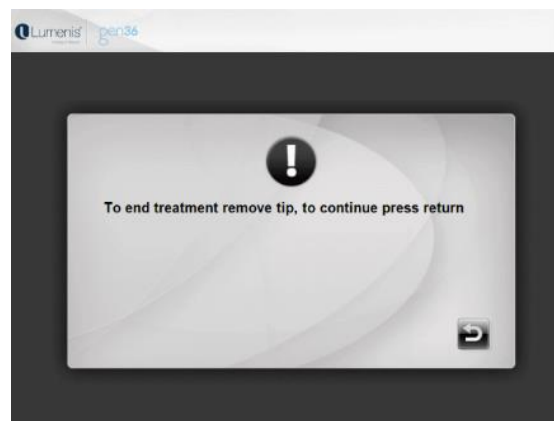 Lumenis gen36
!
To end treatment remove tip, to continue press return